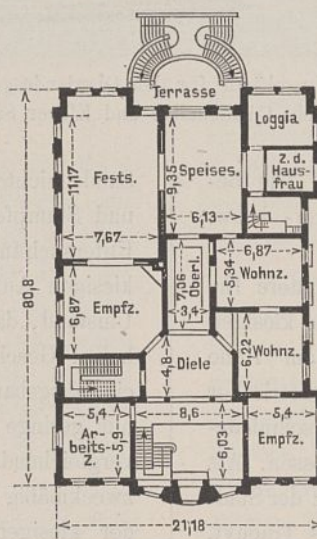 Terrasse
Loggia
11,17
Fests.
7,67
9,35
Speises.
6,13
Z. d.
Haus-
frau
80,8
6,87
5,34
Wohnz.
7,06
Oberl.
3,4
6,87
Empfz.
6,22
Wohnz.
4,8
Diele
5,4
8,6
5,4
Ar-
beits-
Z.
5,9
6,03
Empfz.
21,18